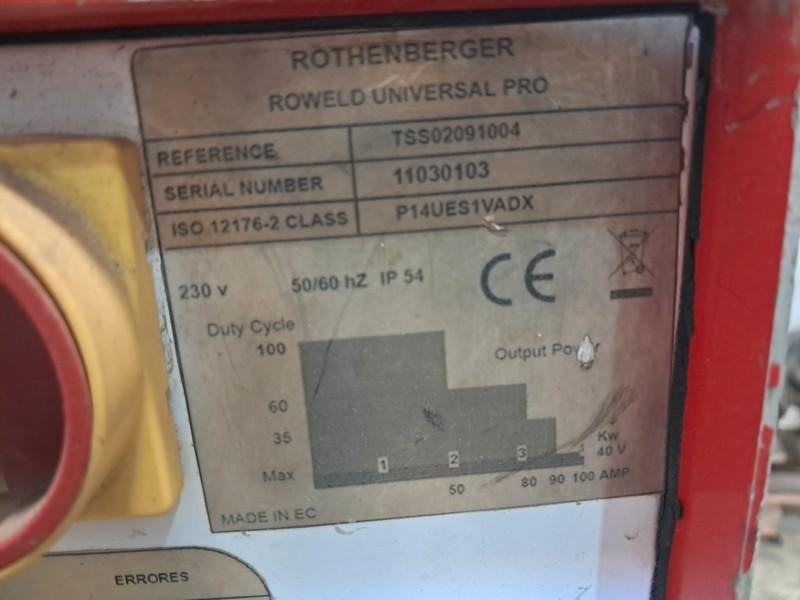 ROTHENBERGER
ROWELD UNIVERSAL PRO
REFERENCE TSS02091004
SERIAL NUMBER 11030103
ISO 12176-2 CLASS P14UES1VADX
230 v 50/60 hZ IP 54 CE
Duty Cycle
100
Output Power
60
35
Kw
1 2 3
40 V
Max
50 80 90 100 AMP
MADE IN EC
ERRORES